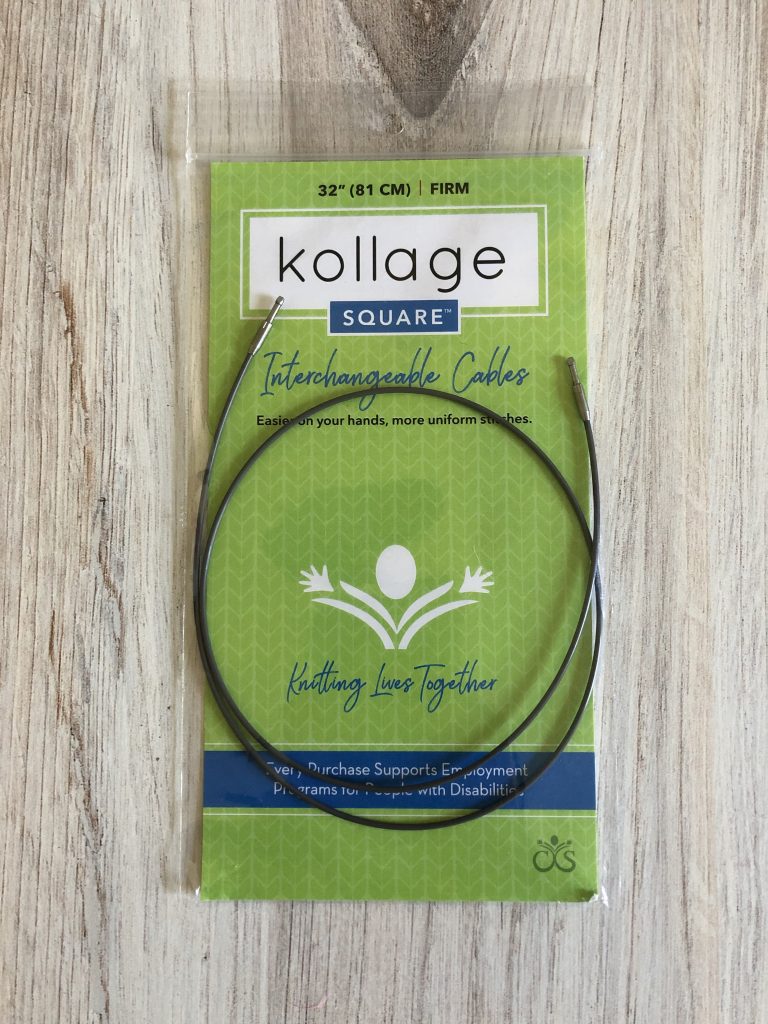 32" (81 CM) | FIRM
kollage
SQUARE™
Interchangeable Cables
Easier on your hands, more uniform stitches.
Knitting Lives Together
Every Purchase Supports Employment
Programs for People with Disabilities
CS